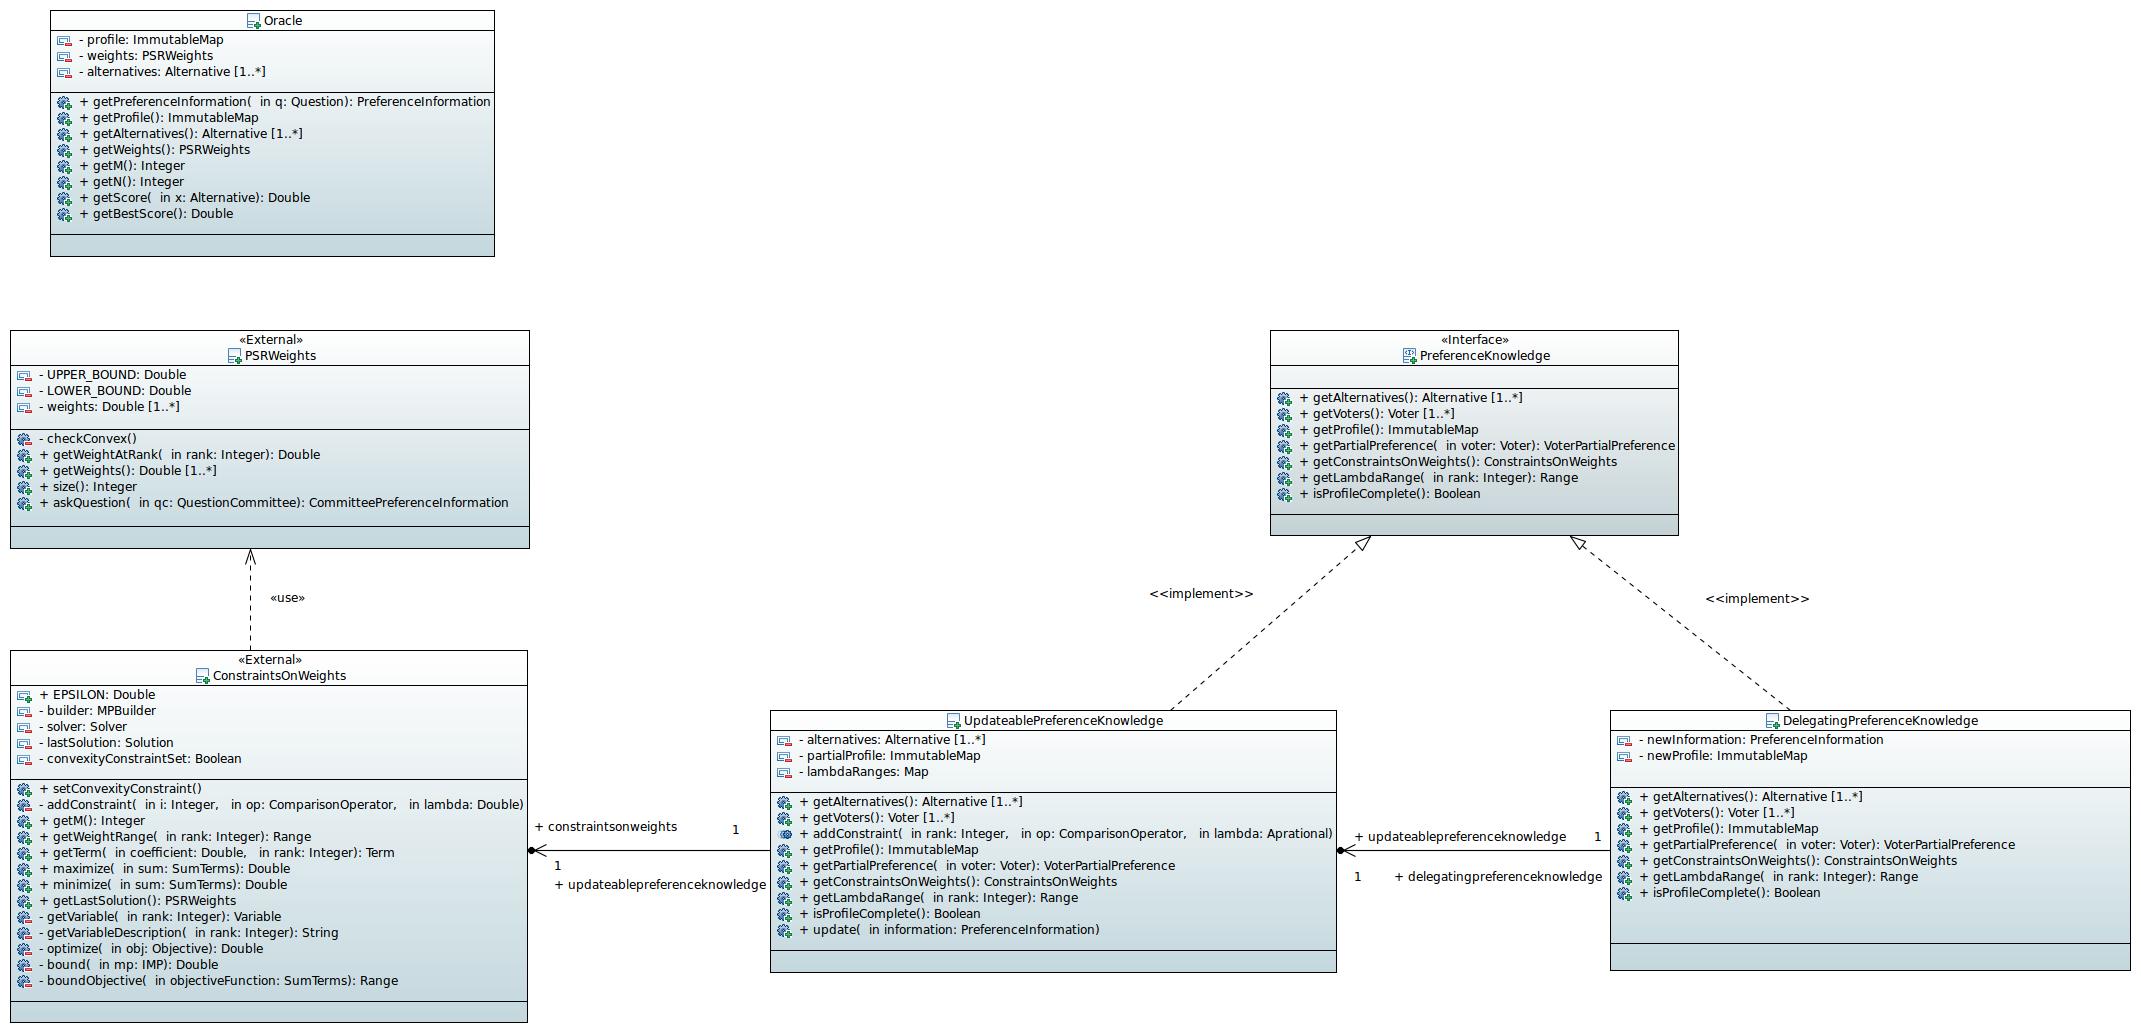 Oracle
- profile: ImmutableMap
- weights: PSRWeights
- alternatives: Alternative [1..*]
+ getPreferenceInformation(  in q: Question): PreferenceInformation
+ getProfile(): ImmutableMap
+ getAlternatives(): Alternative [1..*]
+ getWeights(): PSRWeights
+ getM(): Integer
+ getN(): Integer
+ getScore(  in x: Alternative): Double
+ getBestScore(): Double
«External»
PSRWeights
- UPPER_BOUND: Double
- LOWER_BOUND: Double
- weights: Double [1..*]
- checkConvex()
+ getWeightAtRank(  in rank: Integer): Double
+ getWeights(): Double [1..*]
+ size(): Integer
+ askQuestion(  in qc: QuestionCommittee): CommitteePreferenceInformation
«Interface»
PreferenceKnowledge
+ getAlternatives(): Alternative [1..*]
+ getVoters(): Voter [1..*]
+ getProfile(): ImmutableMap
+ getPartialPreference(  in voter: Voter): VoterPartialPreference
+ getConstraintsOnWeights(): ConstraintsOnWeights
+ getLambdaRange(  in rank: Integer): Range
+ isProfileComplete(): Boolean
«use»
<<implement>>
<<implement>>
«External»
ConstraintsOnWeights
+ EPSILON: Double
- builder: MPBuilder
- solver: Solver
- lastSolution: Solution
- convexityConstraintSet: Boolean
+ setConvexityConstraint()
- addConstraint(  in i: Integer,   in op: ComparisonOperator,   in lambda: Double)
+ getM(): Integer
+ getWeightRange(  in rank: Integer): Range
+ getTerm(  in coefficient: Double,   in rank: Integer): Term
+ maximize(  in sum: SumTerms): Double
+ minimize(  in sum: SumTerms): Double
+ getLastSolution(): PSRWeights
- getVariable(  in rank: Integer): Variable
- getVariableDescription(  in rank: Integer): String
- optimize(  in obj: Objective): Double
- bound(  in mp: IMP): Double
- boundObjective(  in objectiveFunction: SumTerms): Range
+ constraintsonweights
1
1
+ updateablepreferenceknowledge
UpdateablePreferenceKnowledge
- alternatives: Alternative [1..*]
- partialProfile: ImmutableMap
- lambdaRanges: Map
+ getAlternatives(): Alternative [1..*]
+ getVoters(): Voter [1..*]
+ addConstraint(  in rank: Integer,   in op: ComparisonOperator,   in lambda: Aprational)
+ getProfile(): ImmutableMap
+ getPartialPreference(  in voter: Voter): VoterPartialPreference
+ getConstraintsOnWeights(): ConstraintsOnWeights
+ getLambdaRange(  in rank: Integer): Range
+ isProfileComplete(): Boolean
+ update(  in information: PreferenceInformation)
+ updateablepreferenceknowledge
1
1
+ delegatingpreferenceknowledge
DelegatingPreferenceKnowledge
- newInformation: PreferenceInformation
- newProfile: ImmutableMap
+ getAlternatives(): Alternative [1..*]
+ getVoters(): Voter [1..*]
+ getProfile(): ImmutableMap
+ getPartialPreference(  in voter: Voter): VoterPartialPreference
+ getConstraintsOnWeights(): ConstraintsOnWeights
+ getLambdaRange(  in rank: Integer): Range
+ isProfileComplete(): Boolean